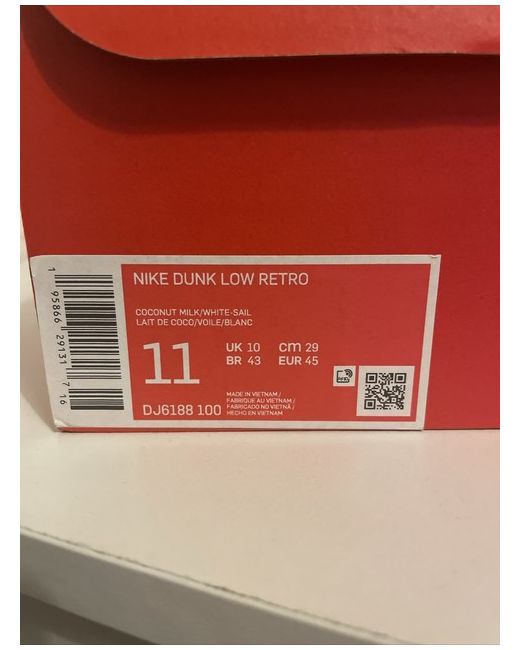 NIKE DUNK LOW RETRO
COCONUT MILK/WHITE-SAIL
LAIT DE COCO/VOILE/BLANC
11
UK 10 cm 29
BR 43 EUR 45
DJ6188 100
MADE IN VIETNAM /
FABRIQUE AU VIETNAM /
FABRICADO NO VIETNÃ /
HECHO EN VIETNAM
1 95866 29131 7 16